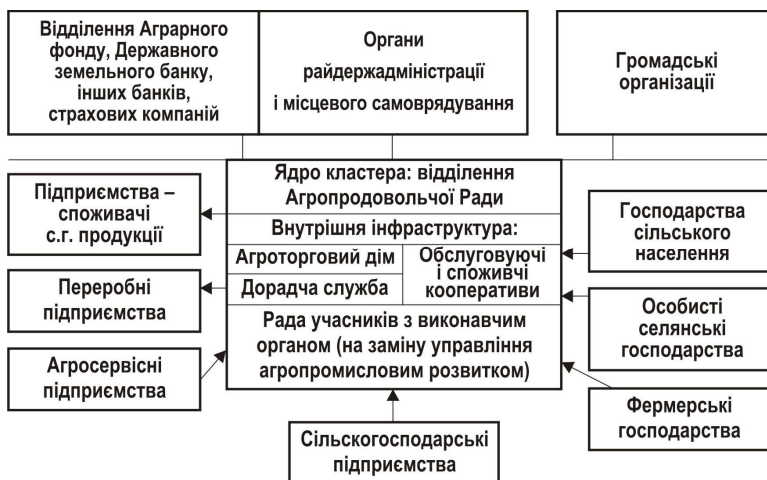 Відділення Аграрного
фонду, Державного
земельного банку,
інших банків,
страхових компаній
Органи
райдержадміністрації
і місцевого самоврядування
Громадські
організації
Ядро кластера: відділення
Агропродовольчої Ради
Внутрішня інфраструктура:
Агроторговий дім
Дорадча служба
Обслуговуючі
і споживчі
кооперативи
Рада учасників з виконавчим
органом (на заміну управління
агропромисловим розвитком)
Підприємства –
споживачі
с.г. продукції
Переробні
підприємства
Агросервісні
підприємства
Господарства
сільського
населення
Особисті
селянські
господарства
Фермерські
господарства
Сільскогосподарські
підприємства